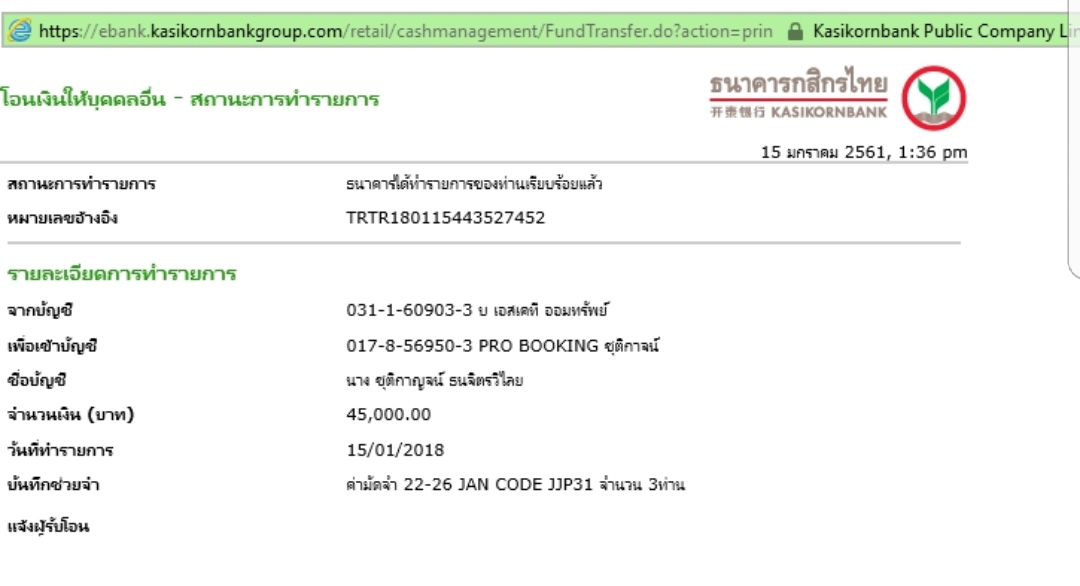 https://ebank.kasikornbankgroup.com/retail/cashmanagement/FundTransfer.do?action=prin Kasikornbank Public Company Lin
โอนเงินให้บุคคลอื่น - สถานะการทำรายการ
ธนาคารกสิกรไทย
开泰银行 KASIKORNBANK
15 มกราคม 2561, 1:36 pm
สถานะการทำรายการ ธนาคารได้ทำรายการของท่านเรียบร้อยแล้ว
หมายเลขอ้างอิง TRTR180115443527452
รายละเอียดการทำรายการ
จากบัญชี 031-1-60903-3 บ เอสเคที ออมทรัพย์
เพื่อเข้าบัญชี 017-8-56950-3 PRO BOOKING ชุติกาจน์
ชื่อบัญชี นาง ชุติกาญจน์ ธนจิตรวิไลย
จำนวนเงิน (บาท) 45,000.00
วันที่ทำรายการ 15/01/2018
บันทึกช่วยจำ ค่ามัดจำ 22-26 JAN CODE JJP31 จำนวน 3ท่าน
แจ้งผู้รับโอน